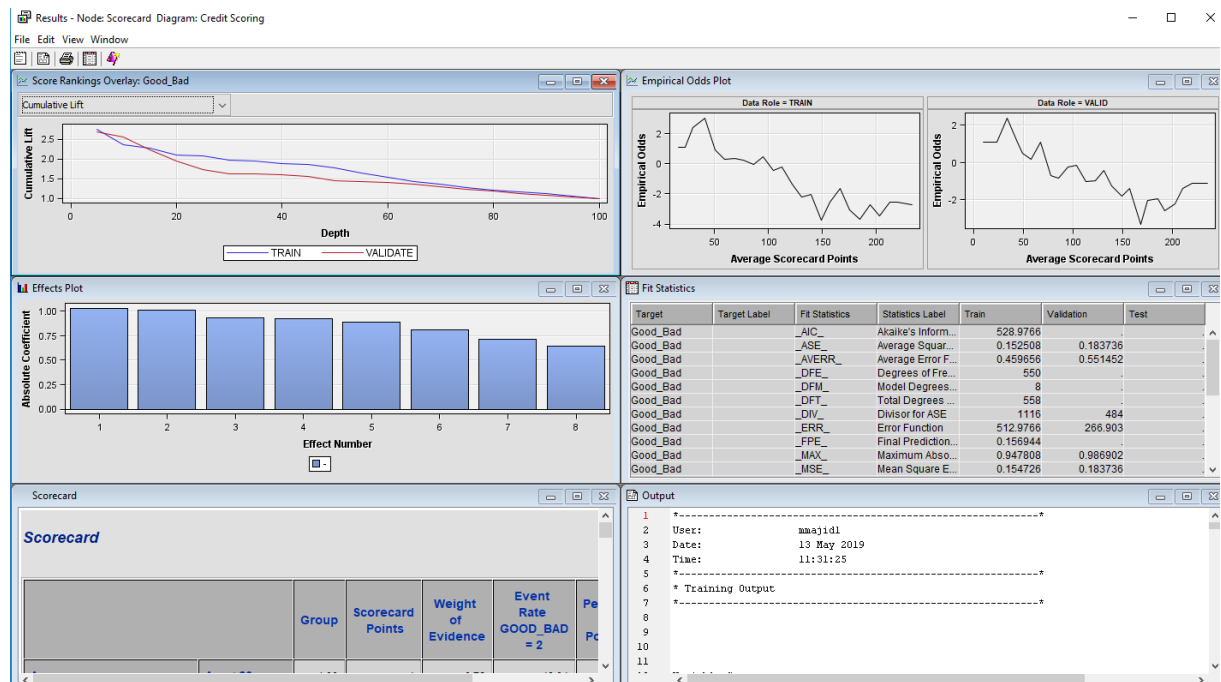 Results - Node: Scorecard Diagram: Credit Scoring
File Edit View Window
Score Rankings Overlay: Good_Bad
Cumulative Lift
Cumulative Lift
2.5
2.0
1.5
1.0
0 20 40 60 80 100
Depth
TRAIN VALIDATE
Empirical Odds Plot
Data Role = TRAIN
Empirical Odds
2
0
-2
-4
50 100 150 200
Average Scorecard Points
Data Role = VALID
Empirical Odds
2
0
-2
0 50 100 150 200
Average Scorecard Points
Effects Plot
Absolute Coefficient
1.00
0.75
0.50
0.25
0.00
1 2 3 4 5 6 7 8
Effect Number
-
Fit Statistics
Target Target Label Fit Statistics Statistics Label Train Validation Test
Good_Bad _AIC_ Akaike's Inform... 528.9766 . .
Good_Bad _ASE_ Average Squar... 0.152508 0.183736 .
Good_Bad _AVERR_ Average Error F... 0.459656 0.551452 .
Good_Bad _DFE_ Degrees of Fre... 550 . .
Good_Bad _DFM_ Model Degrees... 8 . .
Good_Bad _DFT_ Total Degrees ... 558 . .
Good_Bad _DIV_ Divisor for ASE 1116 484 .
Good_Bad _ERR_ Error Function 512.9766 266.903 .
Good_Bad _FPE_ Final Prediction... 0.156944 . .
Good_Bad _MAX_ Maximum Abso... 0.947808 0.986902 .
Good_Bad _MSE_ Mean Square E... 0.154726 0.183736 .
Scorecard
Scorecard
Group
Scorecard Points
Weight of Evidence
Event Rate GOOD_BAD = 2
Output
1 *------------------------------------------------------------*
2 User: mmajidl
3 Date: 13 May 2019
4 Time: 11:31:25
5 *------------------------------------------------------------*
6 * Training Output
7 *------------------------------------------------------------*
8
9
10
11